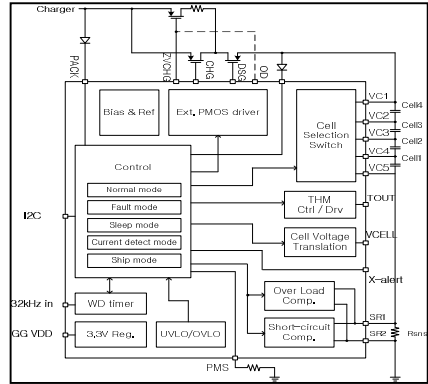 Charger
PACK
ZVCHG
CHG
DSG
OD
Bias & Ref
Ext. PMOS driver
Cell
Selection
Switch
VC1
Cell4
VC2
Cell3
VC3
Cell2
VC4
Cell1
VC5
Control
Normal mode
Fault mode
Sleep mode
Current detect mode
Ship mode
I2C
THM
Ctrl / Drv
TOUT
Cell Voltage
Translation
VCELL
X-alert
Over Load
Comp.
Short-circuit
Comp.
SR1
SR2
Rsns
32kHz in
WD timer
GG VDD
3.3V Reg.
UVLO/OVLO
PMS